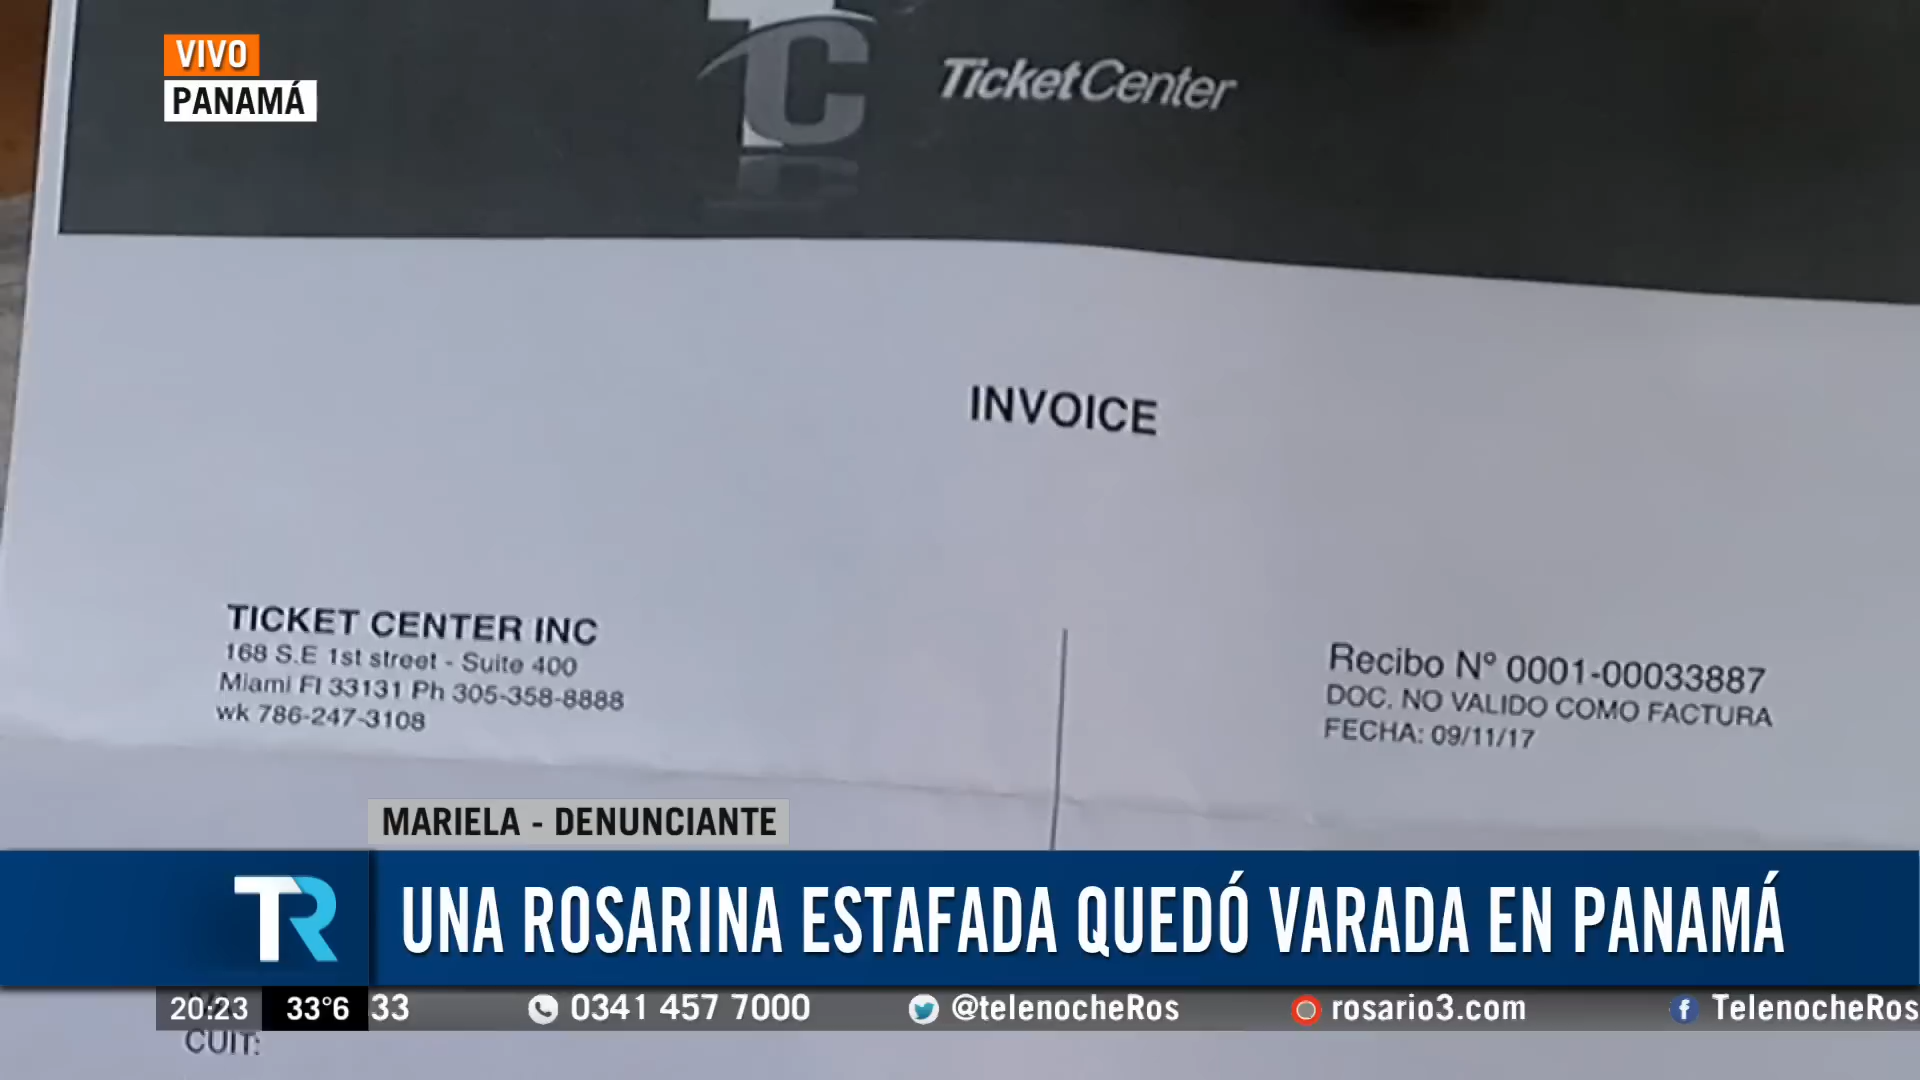 VIVO
PANAMÁ
TC
TicketCenter
INVOICE
TICKET CENTER INC
168 S.E 1st street - Suite 400
Miami Fl 33131 Ph 305-358-8888
wk 786-247-3108
Recibo Nº 0001-00033887
DOC. NO VALIDO COMO FACTURA
FECHA: 09/11/17
MARIELA - DENUNCIANTE
TR
UNA ROSARINA ESTAFADA QUEDÓ VARADA EN PANAMÁ
20:23 33°6 33 0341 457 7000 @telenocheRos rosario3.com TelenocheRos
CUIT: